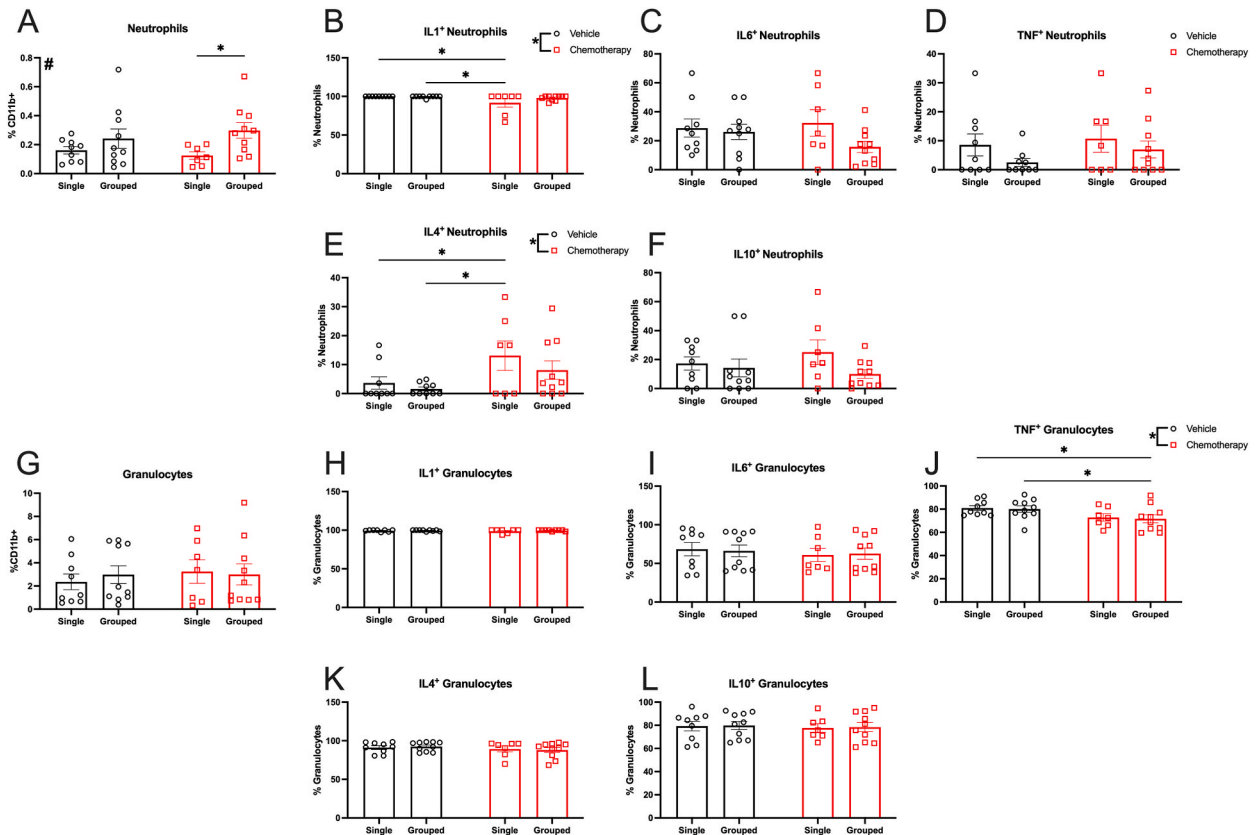 A
Neutrophils
#
*
% CD11b+
0.8
0.6
0.4
0.2
0.0
Single Grouped Single Grouped
B
IL1⁺ Neutrophils
* Vehicle
Chemotherapy
*
*
% Neutrophils
150
100
50
0
Single Grouped Single Grouped
C
IL6⁺ Neutrophils
% Neutrophils
80
60
40
20
0
Single Grouped Single Grouped
D
TNF⁺ Neutrophils
Vehicle
Chemotherapy
% Neutrophils
40
30
20
10
0
Single Grouped Single Grouped
E
IL4⁺ Neutrophils
* Vehicle
Chemotherapy
*
*
% Neutrophils
40
30
20
10
0
Single Grouped Single Grouped
F
IL10⁺ Neutrophils
% Neutrophils
80
60
40
20
0
Single Grouped Single Grouped
G
Granulocytes
%CD11b+
10
8
6
4
2
0
Single Grouped Single Grouped
H
IL1⁺ Granulocytes
% Granulocytes
150
100
50
0
Single Grouped Single Grouped
I
IL6⁺ Granulocytes
% Granulocytes
150
100
50
0
Single Grouped Single Grouped
J
TNF⁺ Granulocytes
* Vehicle
Chemotherapy
*
*
% Granulocytes
100
80
60
40
20
0
Single Grouped Single Grouped
K
IL4⁺ Granulocytes
% Granulocytes
150
100
50
0
Single Grouped Single Grouped
L
IL10⁺ Granulocytes
% Granulocytes
100
80
60
40
20
0
Single Grouped Single Grouped